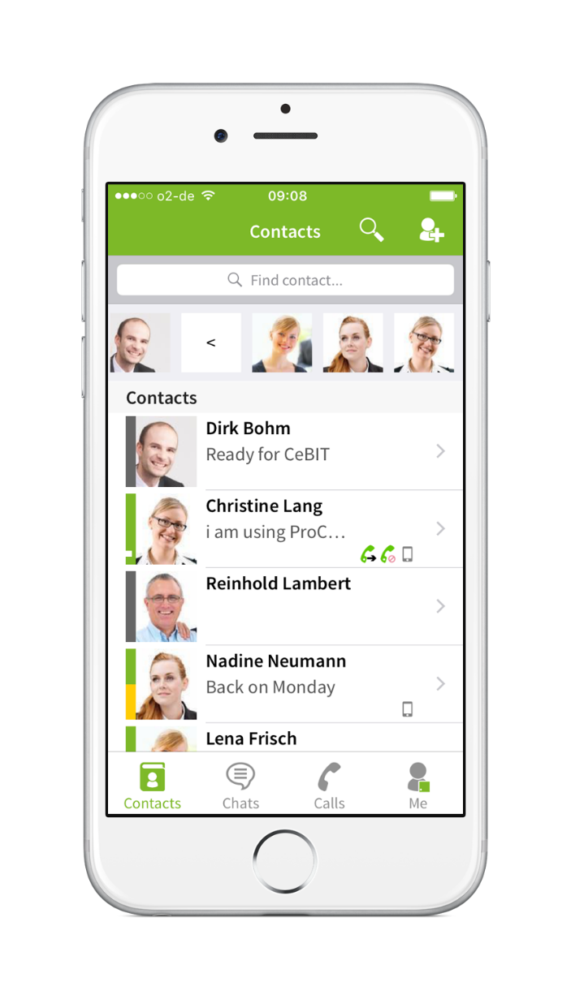 o2-de
09:08
Contacts
Find contact...
<
Contacts
Dirk Bohm
Ready for CeBIT
Christine Lang
i am using ProC...
Reinhold Lambert
Nadine Neumann
Back on Monday
Lena Frisch
Contacts
Chats
Calls
Me